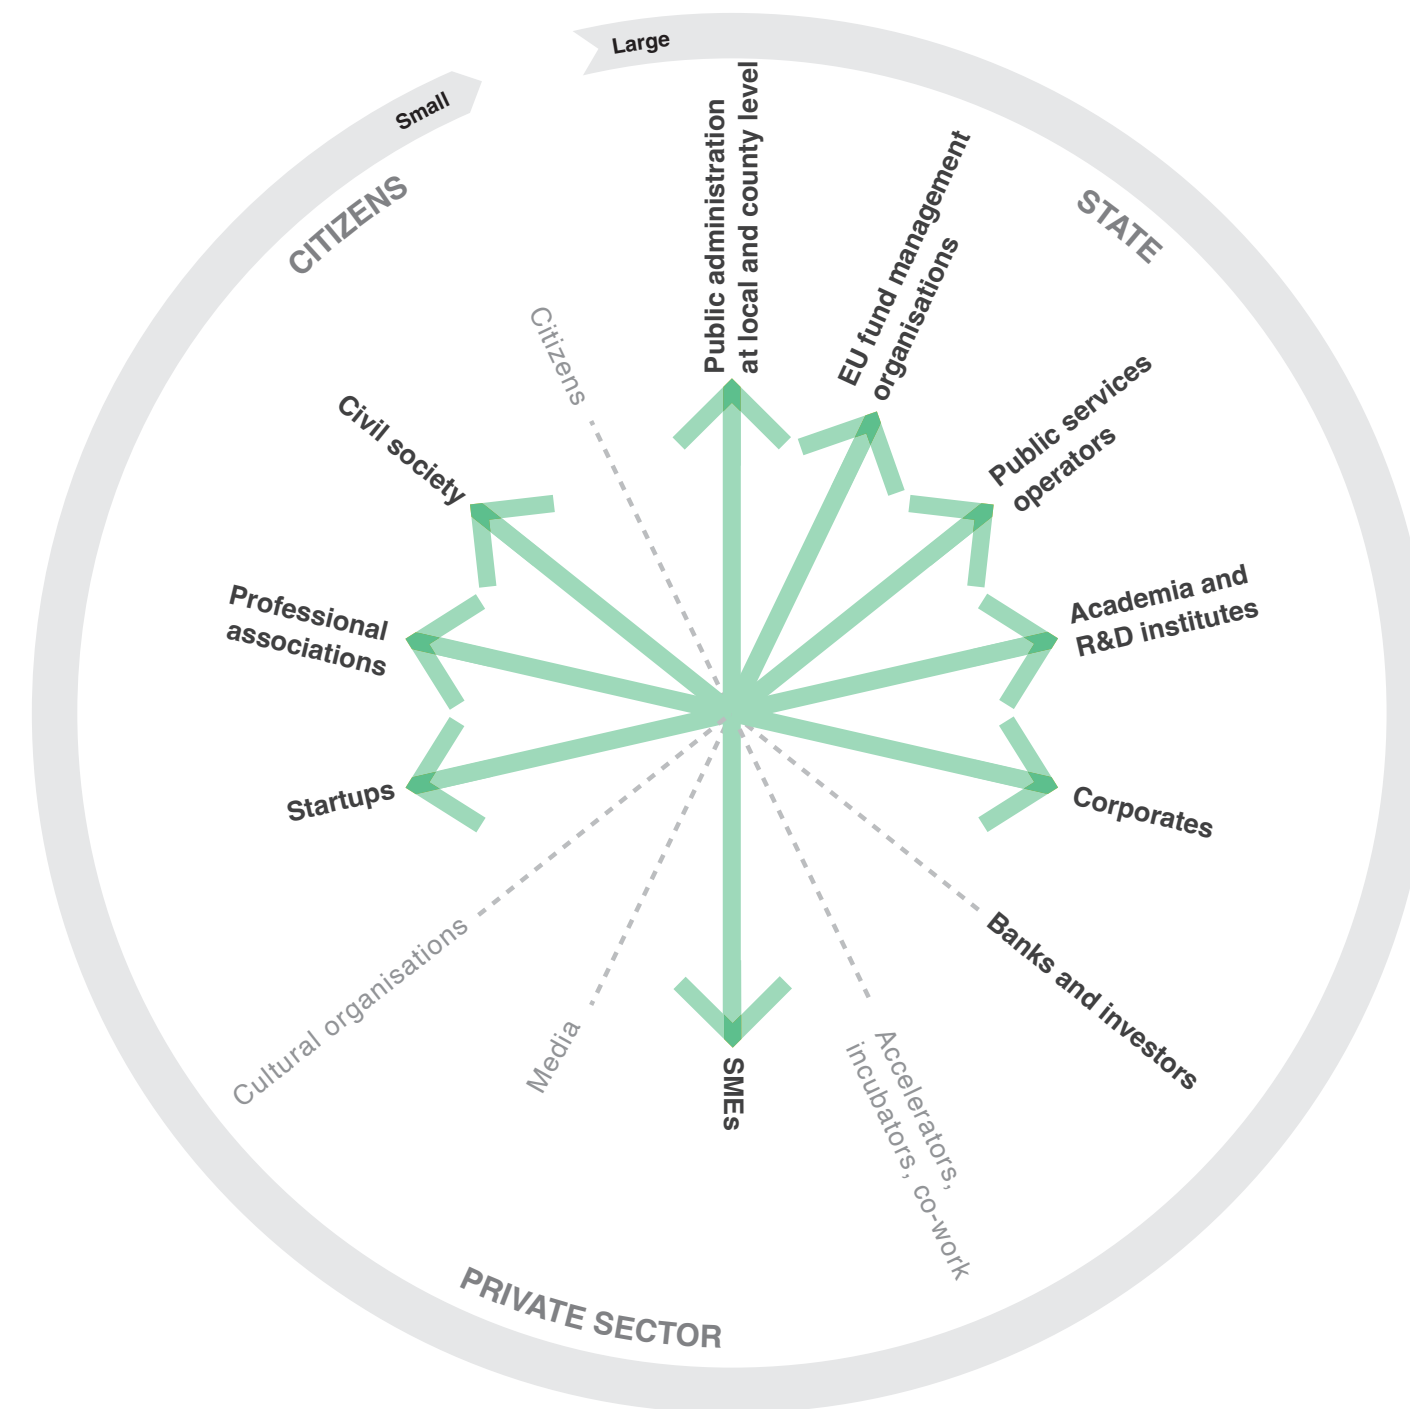 Large
Small
CITIZENS
STATE
Public administration
at local and county level
EU fund management
organisations
Public services
operators
Academia and
R&D institutes
Corporates
Banks and investors
Accelerators,
incubators, co-work
SMEs
Media
Cultural organisations
Startups
Professional
associations
Civil society
Citizens
PRIVATE SECTOR